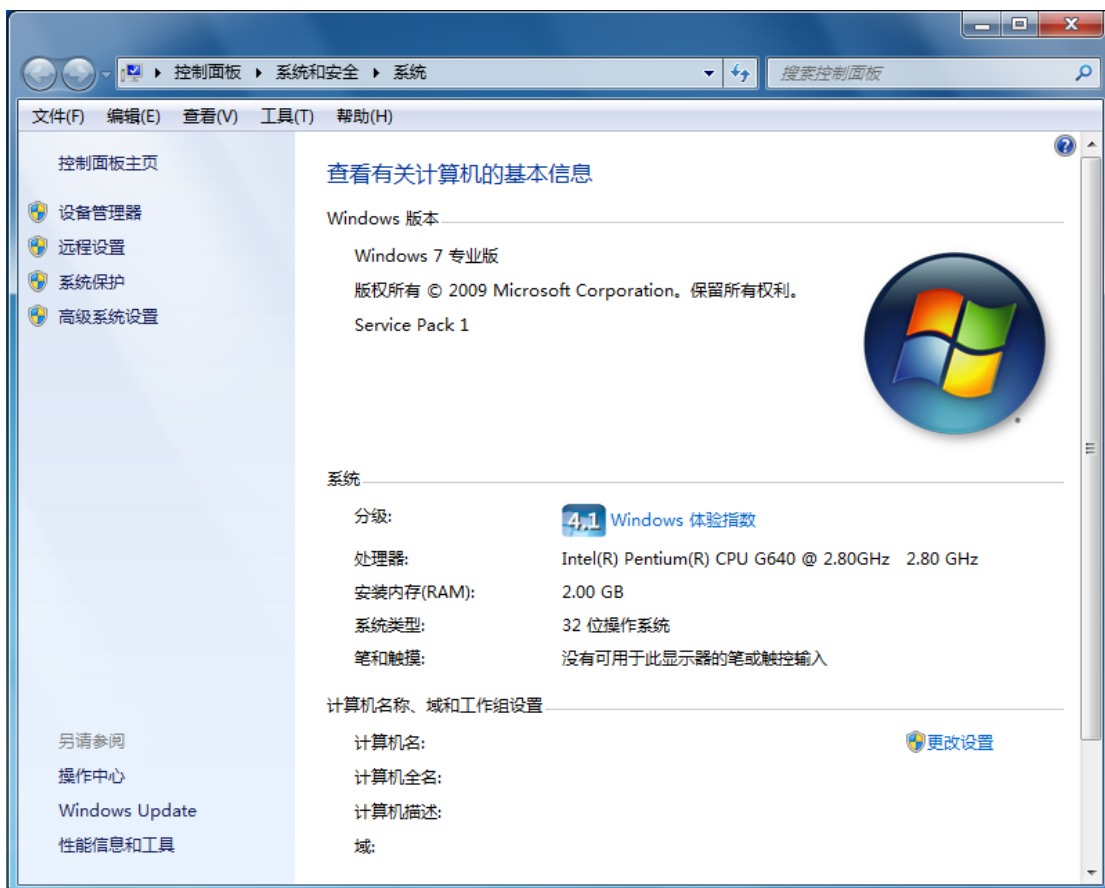 控制面板 ▸ 系统和安全 ▸ 系统
搜索控制面板
文件(F) 编辑(E) 查看(V) 工具(T) 帮助(H)
控制面板主页
设备管理器
远程设置
系统保护
高级系统设置
另请参阅
操作中心
Windows Update
性能信息和工具
查看有关计算机的基本信息
Windows 版本
Windows 7 专业版
版权所有 © 2009 Microsoft Corporation。保留所有权利。
Service Pack 1
系统
分级: 4.1 Windows 体验指数
处理器: Intel(R) Pentium(R) CPU G640 @ 2.80GHz 2.80 GHz
安装内存(RAM): 2.00 GB
系统类型: 32 位操作系统
笔和触摸: 没有可用于此显示器的笔或触控输入
计算机名称、域和工作组设置
计算机名: 更改设置
计算机全名:
计算机描述:
域: